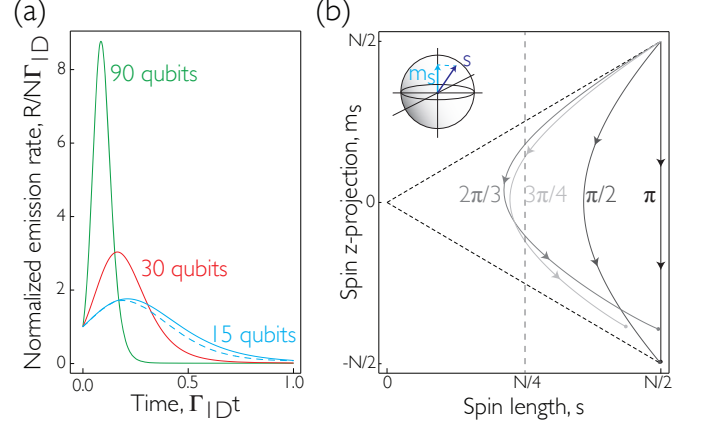 (a)
Normalized emission rate, R/NΓ1D
8
6
4
2
0
90 qubits
30 qubits
15 qubits
0.0
0.5
1.0
Time, Γ1Dt
(b)
Spin z-projection, ms
N/2
0
-N/2
ms
s
2π/3
3π/4
π/2
π
0
N/4
N/2
Spin length, s